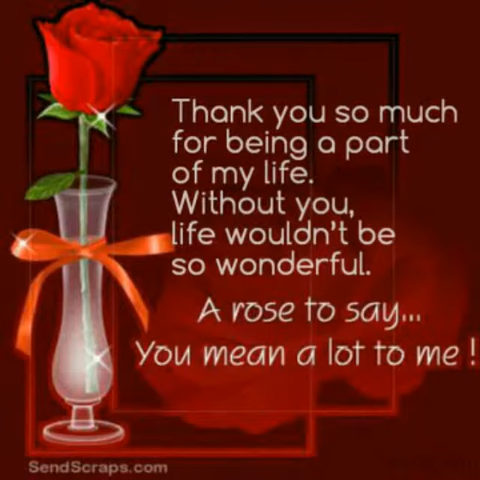 Thank you so much
for being a part
of my life.
Without you,
life wouldn't be
so wonderful.
A rose to say...
You mean a lot to me !
SendScraps.com